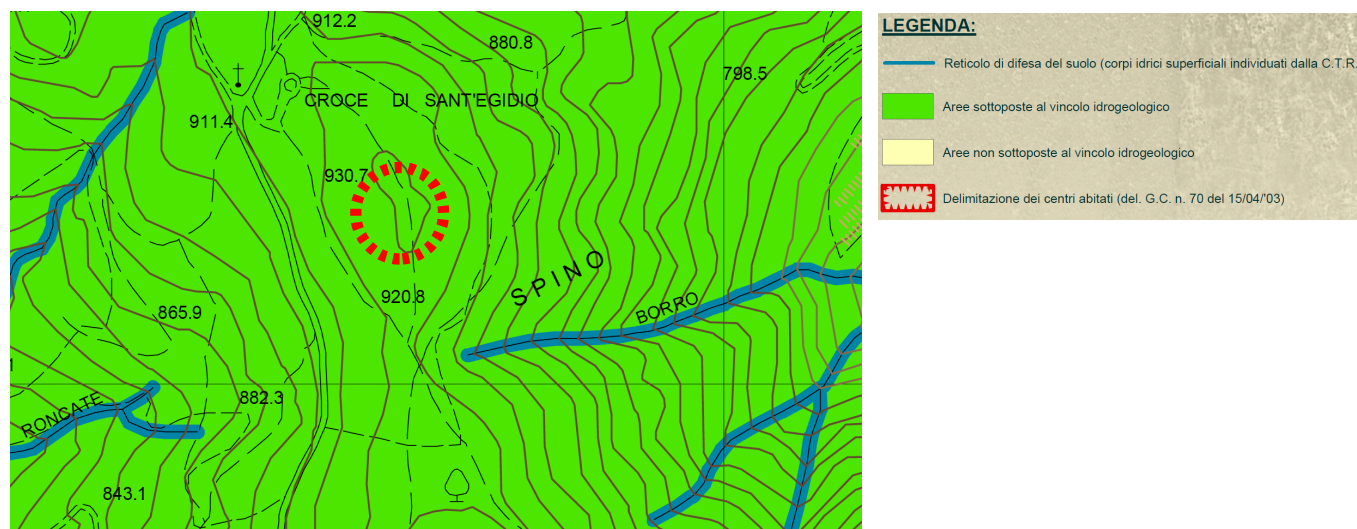 912.2
880.8
798.5
CROCE DI SANT'EGIDIO
911.4
930.7
SPINO
920.8
BORRO
865.9
882.3
RONCATE
843.1
LEGENDA:
Reticolo di difesa del suolo (corpi idrici superficiali individuati dalla C.T.R.
Aree sottoposte al vincolo idrogeologico
Aree non sottoposte al vincolo idrogeologico
Delimitazione dei centri abitati (del. G.C. n. 70 del 15/04/'03)